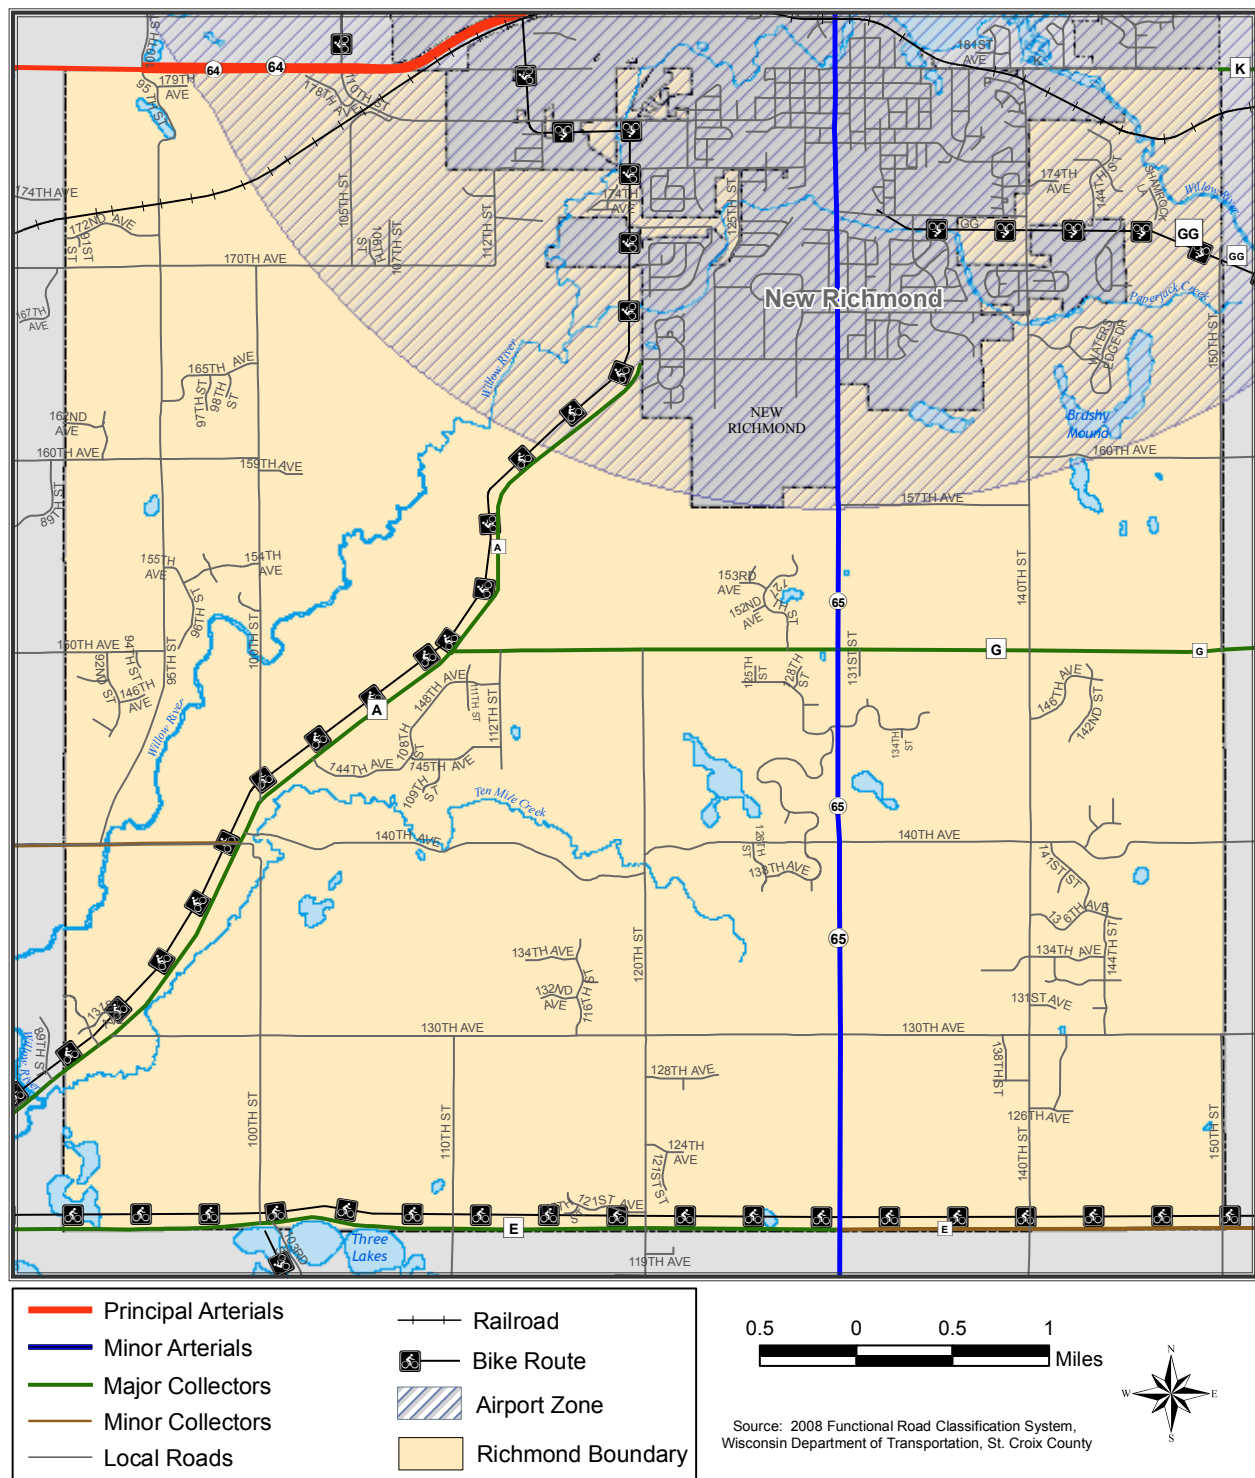 100TH S
64
64
K
179TH
AVE
95TH ST
178TH AVE
110TH ST
181ST
AVE
174TH AVE
172ND AVE
91ST
ST
105TH ST
106TH
ST
107TH ST
112TH ST
170TH AVE
174TH
AVE
125TH ST
174TH
AVE
144TH
ST
SHAMROCK
LA
Willow River
GG
GG
GG
167TH
AVE
New Richmond
Paperjack Creek
150TH ST
WATERS
EDGE DR
165TH AVE
97TH ST
98TH
ST
Willow River
162ND
AVE
160TH AVE
159TH AVE
89TH ST
NEW
RICHMOND
Brushy
Mound
160TH AVE
157TH AVE
A
155TH
AVE
154TH
AVE
96TH ST
153RD
AVE
152ND
AVE
127TH ST
140TH ST
65
150TH AVE
94TH ST
92ND ST
146TH
AVE
95TH ST
100TH ST
G
G
125TH
ST
128TH
ST
131ST ST
148TH AVE
111TH ST
112TH ST
146TH AVE
142ND ST
A
Willow River
108TH
ST
144TH AVE
145TH AVE
109TH
ST
134TH
ST
Ten Mile Creek
65
140TH AVE
126TH
ST
138TH AVE
140TH AVE
141ST ST
136TH AVE
65
134TH AVE
132ND
AVE
116TH ST
120TH ST
134TH AVE
144TH ST
131ST AVE
89TH ST
Willow River
130TH AVE
130TH AVE
128TH AVE
138TH ST
126TH AVE
100TH ST
110TH ST
124TH
AVE
121ST ST
140TH ST
150TH ST
121ST AVE
E
E
103RD
Three
Lakes
119TH AVE
Principal Arterials
Minor Arterials
Major Collectors
Minor Collectors
Local Roads
Railroad
Bike Route
Airport Zone
Richmond Boundary
0.5 0 0.5 1
Miles
N
W E
S
Source: 2008 Functional Road Classification System,
Wisconsin Department of Transportation, St. Croix County